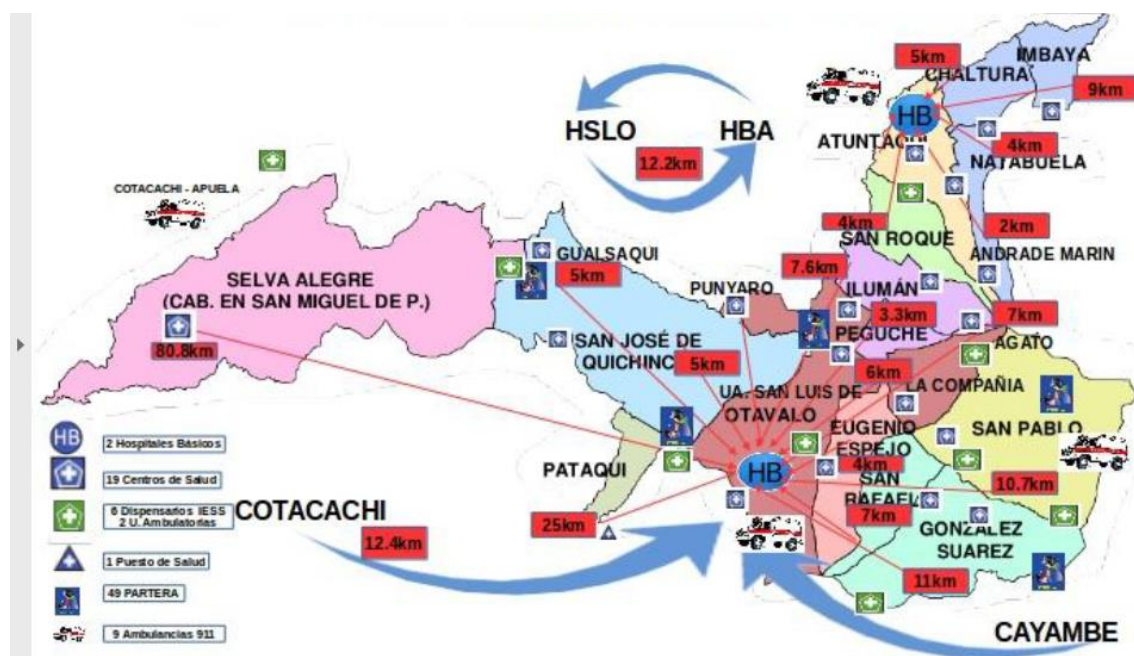 5km
IMBAYA
CHALTURA
9km
HB
HSLO
HBA
12.2km
ATUNTAQUI
4km
NATABUELA
COTACACHI - APUELA
4km
SAN ROQUE
2km
ANDRADE MARIN
GUALSAQUI
5km
7.6km
ILUMÁN
PUNYARO
3.3km
7km
SELVA ALEGRE
(CAB. EN SAN MIGUEL DE P.)
PEGUCHE
AGATO
80.8km
SAN JOSÉ DE
QUICHINC
5km
6km
LA COMPAÑIA
UA. SAN LUIS DE
OTAVALO
EUGENIO
ESPEJO
SAN PABLO
HB
2 Hospitales Básicos
PATAQUI
HB
4km
SAN
RAFAEL
10.7km
19 Centros de Salud
6 Dispensarios IESS
2 U. Ambulatorias
COTACACHI
12.4km
25km
7km
GONZALEZ
SUAREZ
1 Puesto de Salud
11km
49 PARTERA
9 Ambulancias 911
CAYAMBE